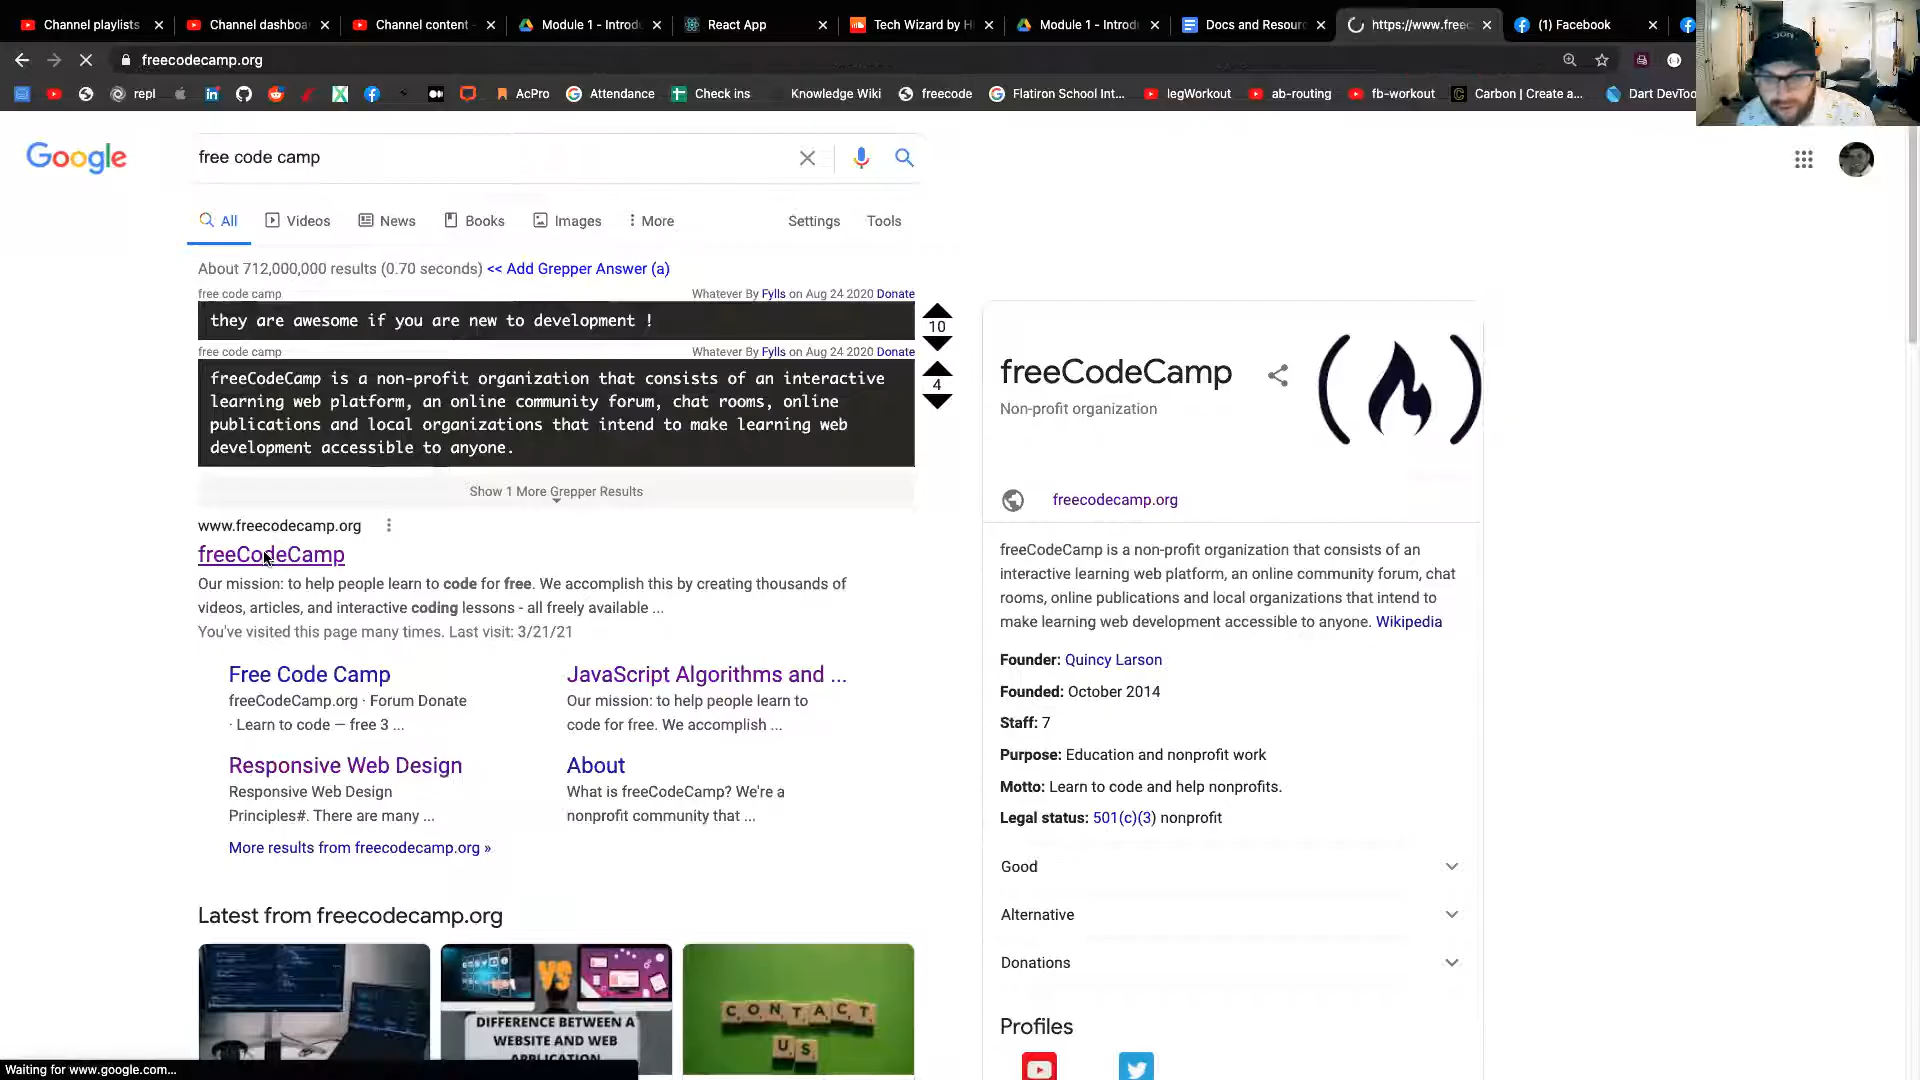 Channel playlists
Channel dashboa
Channel content -
Module 1 - Introdu
React App
Tech Wizard by H
Module 1 - Introdu
Docs and Resour
https://www.freec
(1) Facebook
freecodecamp.org
repl
AcPro
Attendance
Check ins
Knowledge Wiki
freecode
Flatiron School Int...
legWorkout
ab-routing
fb-workout
Carbon | Create a...
Dart DevToo
Google
free code camp
All
Videos
News
Books
Images
More
Settings
Tools
About 712,000,000 results (0.70 seconds) << Add Grepper Answer (a)
free code camp
Whatever By Fylls on Aug 24 2020 Donate
they are awesome if you are new to development !
10
free code camp
Whatever By Fylls on Aug 24 2020 Donate
freeCodeCamp is a non-profit organization that consists of an interactive
learning web platform, an online community forum, chat rooms, online
publications and local organizations that intend to make learning web
development accessible to anyone.
4
Show 1 More Grepper Results
www.freecodecamp.org
freeCodeCamp
Our mission: to help people learn to code for free. We accomplish this by creating thousands of
videos, articles, and interactive coding lessons - all freely available ...
You've visited this page many times. Last visit: 3/21/21
Free Code Camp
freeCodeCamp.org · Forum Donate
· Learn to code — free 3 ...
JavaScript Algorithms and ...
Our mission: to help people learn to
code for free. We accomplish ...
Responsive Web Design
Responsive Web Design
Principles#. There are many ...
About
What is freeCodeCamp? We're a
nonprofit community that ...
More results from freecodecamp.org »
Latest from freecodecamp.org
VS
DIFFERENCE BETWEEN A
WEBSITE AND WEB
APPLICATION
CONTACT
US
freeCodeCamp
Non-profit organization
freecodecamp.org
freeCodeCamp is a non-profit organization that consists of an
interactive learning web platform, an online community forum, chat
rooms, online publications and local organizations that intend to
make learning web development accessible to anyone. Wikipedia
Founder: Quincy Larson
Founded: October 2014
Staff: 7
Purpose: Education and nonprofit work
Motto: Learn to code and help nonprofits.
Legal status: 501(c)(3) nonprofit
Good
Alternative
Donations
Profiles
Waiting for www.google.com...